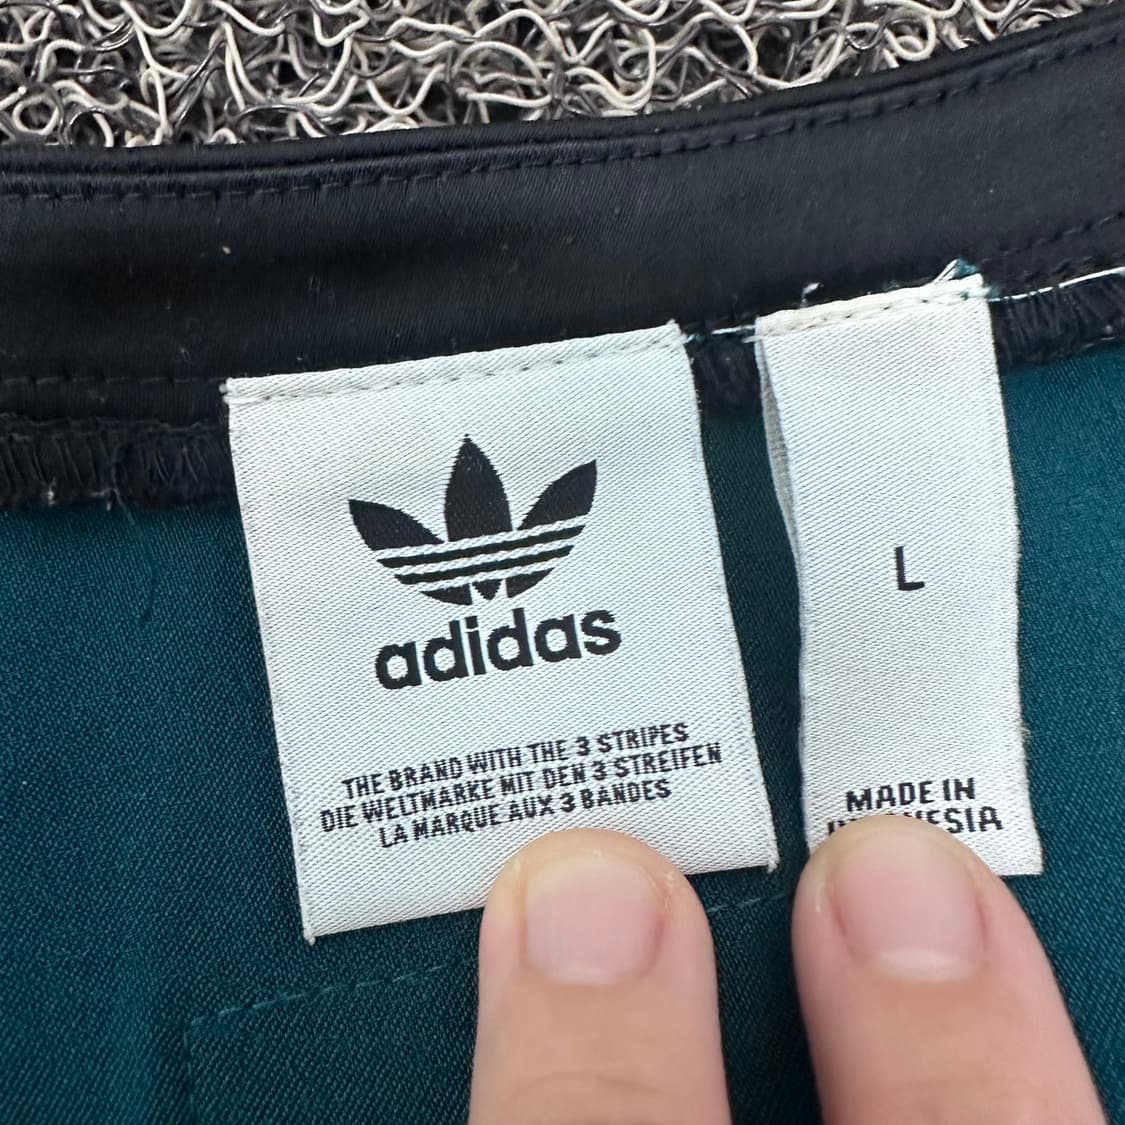 adidas
THE BRAND WITH THE 3 STRIPES
DIE WELTMARKE MIT DEN 3 STREIFEN
LA MARQUE AUX 3 BANDES
L
MADE IN
INDONESIA